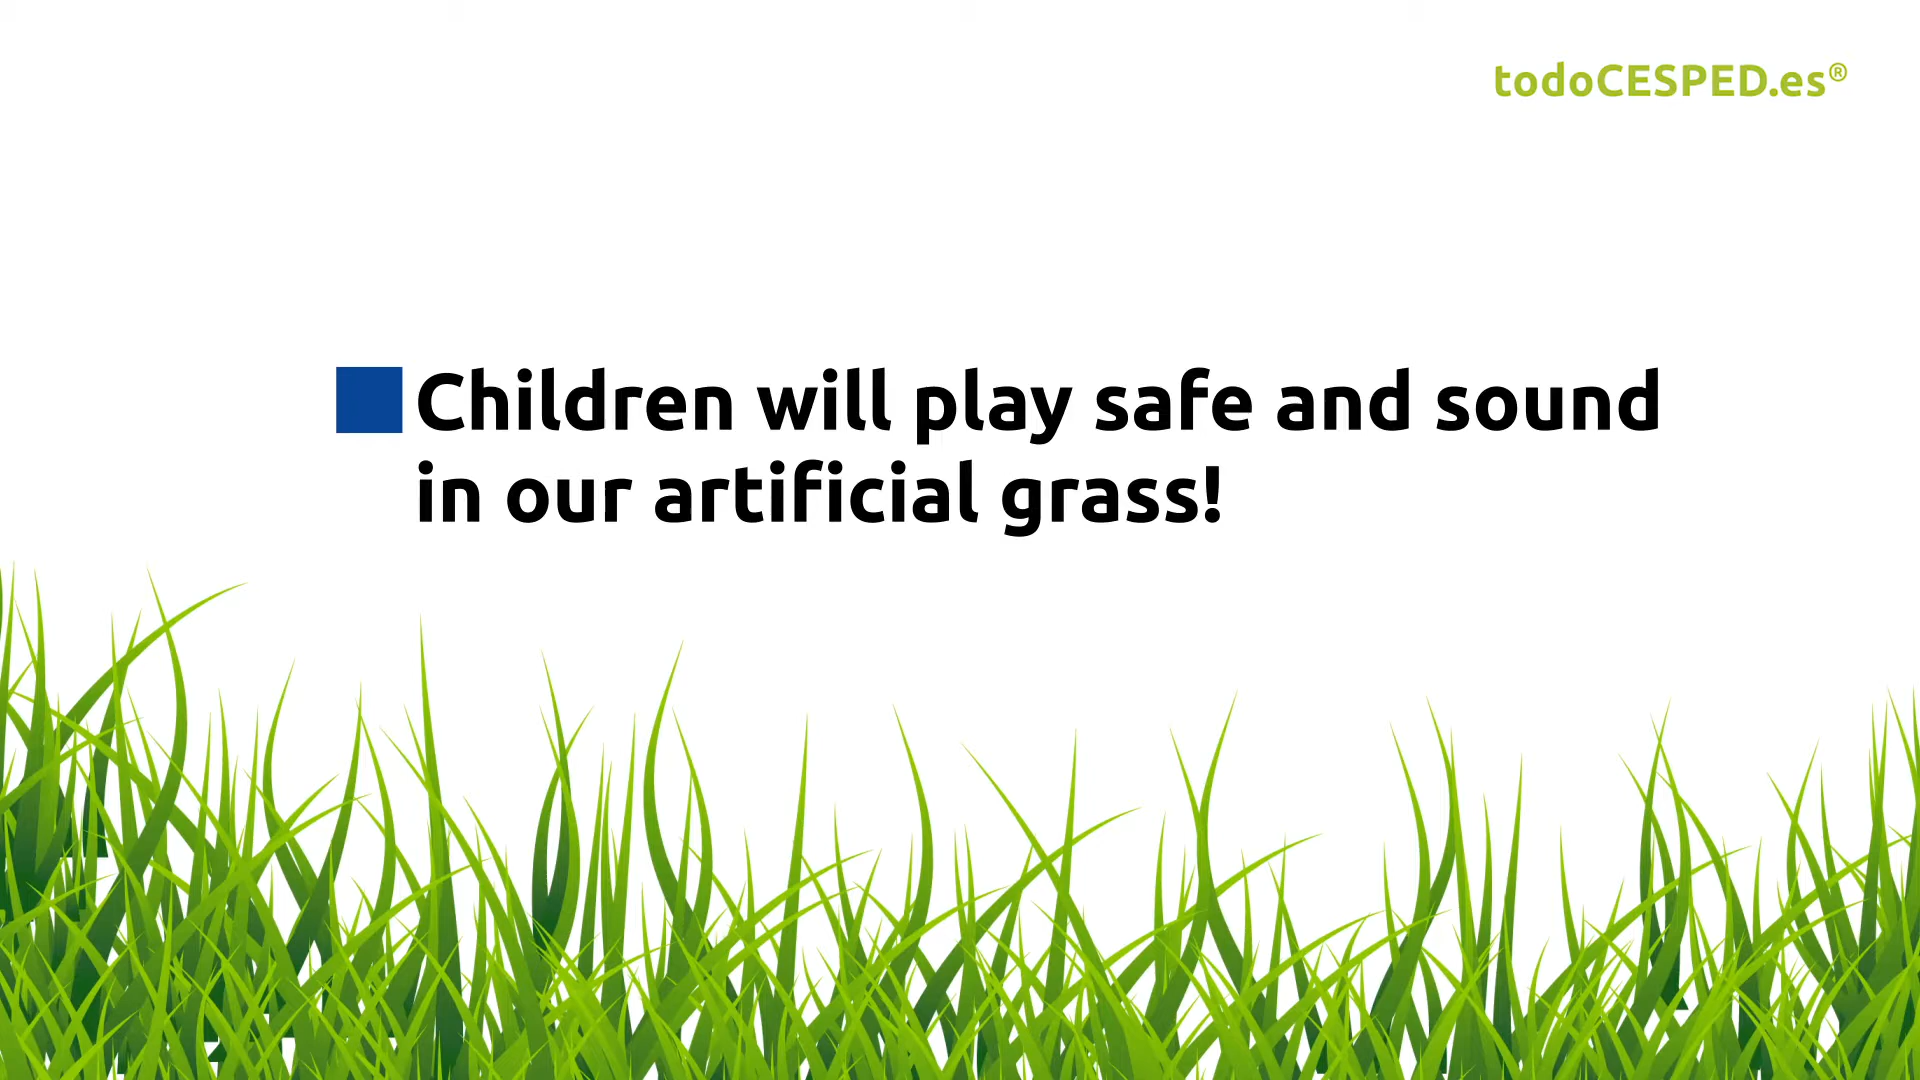 todoCESPED.es®
Children will play safe and sound
in our artificial grass!